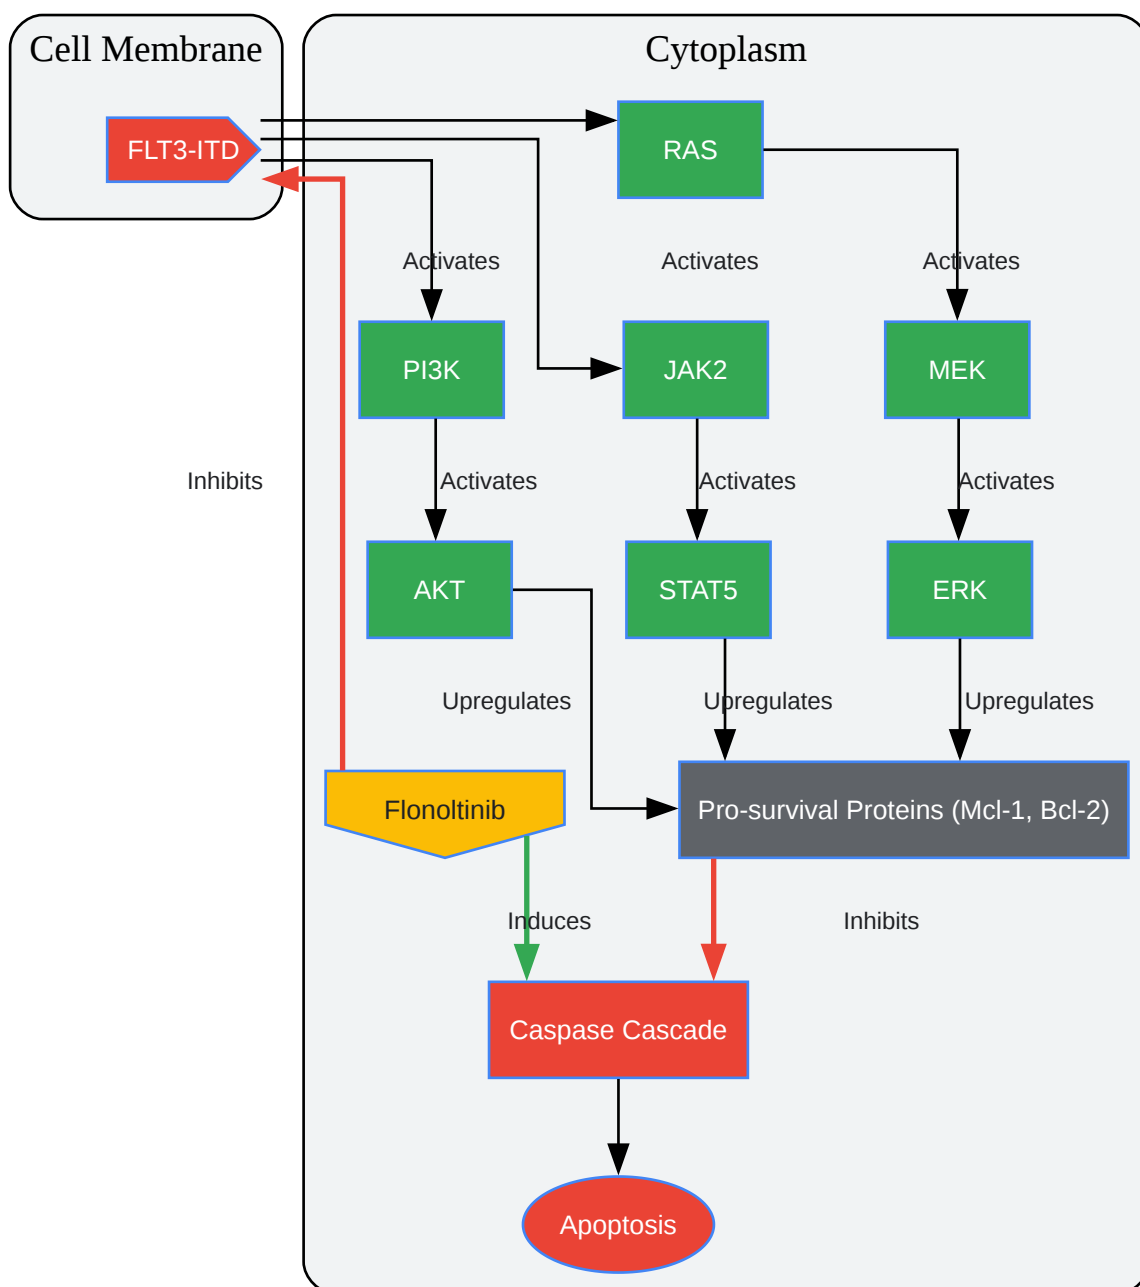 Cell Membrane
Cytoplasm
FLT3-ITD
RAS
Activates
Activates
Activates
PI3K
JAK2
MEK
Inhibits
Activates
Activates
Activates
AKT
STAT5
ERK
Upregulates
Upregulates
Upregulates
Flonoltinib
Pro-survival Proteins (Mcl-1, Bcl-2)
Induces
Inhibits
Caspase Cascade
Apoptosis